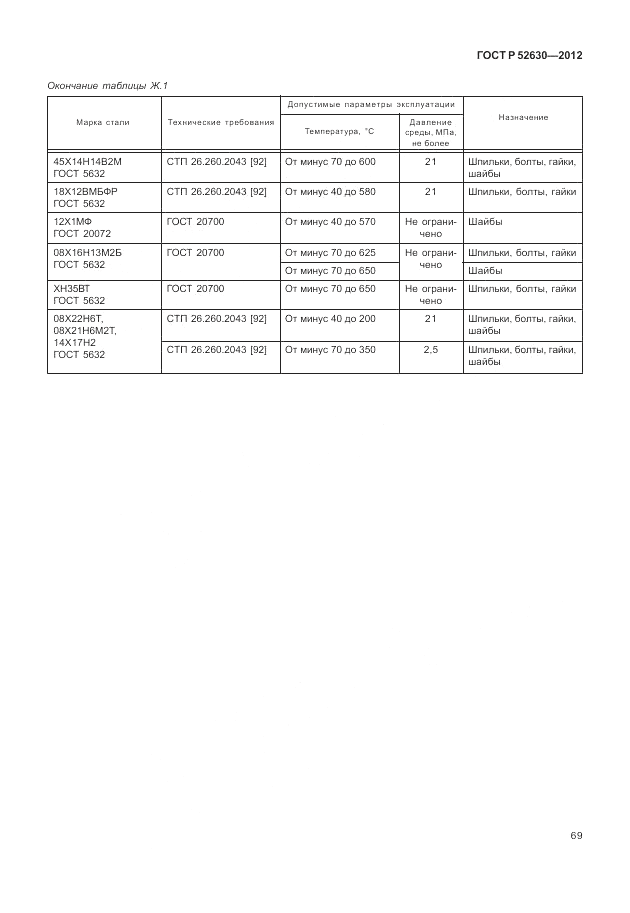 ГОСТ Р 52630—2012
Окончание таблицы Ж.1
Марка стали
Технические требования
Допустимые параметры эксплуатации
Назначение
Температура, °С
Давление
среды, МПа,
не более
45Х14Н14В2М
ГОСТ 5632
СТП 26.260.2043 [92]
От минус 70 до 600
21
Шпильки, болты, гайки,
шайбы
18Х12ВМБФР
ГОСТ 5632
СТП 26.260.2043 [92]
От минус 40 до 580
21
Шпильки, болты, гайки
12Х1МФ
ГОСТ 20072
ГОСТ 20700
От минус 40 до 570
Не ограни-
чено
Шайбы
08Х16Н13М2Б
ГОСТ 5632
ГОСТ 20700
От минус 70 до 625
Не ограни-
чено
Шпильки, болты, гайки
От минус 70 до 650
Шайбы
ХН35ВТ
ГОСТ 5632
ГОСТ 20700
От минус 70 до 650
Не ограни-
чено
Шпильки, болты, гайки
08Х22Н6Т,
08Х21Н6М2Т,
14Х17Н2
ГОСТ 5632
СТП 26.260.2043 [92]
От минус 40 до 200
21
Шпильки, болты, гайки,
шайбы
СТП 26.260.2043 [92]
От минус 70 до 350
2,5
Шпильки, болты, гайки,
шайбы
69